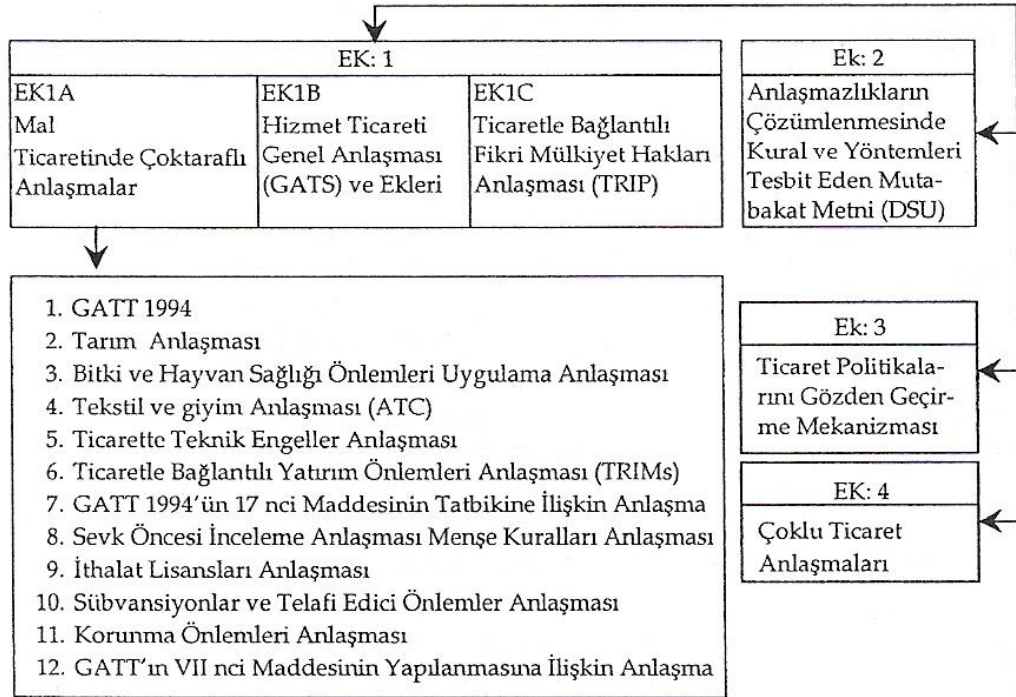 EK: 1
EK1A
Mal
Ticaretinde Çoktaraflı
Anlaşmalar
EK1B
Hizmet Ticareti
Genel Anlaşması
(GATS) ve Ekleri
EK1C
Ticaretle Bağlantılı
Fikri Mülkiyet Hakları
Anlaşması (TRIP)
Ek: 2
Anlaşmazlıkların
Çözümlenmesinde
Kural ve Yöntemleri
Tesbit Eden Muta-
bakat Metni (DSU)
1. GATT 1994
2. Tarım Anlaşması
3. Bitki ve Hayvan Sağlığı Önlemleri Uygulama Anlaşması
4. Tekstil ve giyim Anlaşması (ATC)
5. Ticarette Teknik Engeller Anlaşması
6. Ticaretle Bağlantılı Yatırım Önlemleri Anlaşması (TRIMs)
7. GATT 1994'ün 17 nci Maddesinin Tatbikine İlişkin Anlaşma
8. Sevk Öncesi İnceleme Anlaşması Menşe Kuralları Anlaşması
9. İthalat Lisansları Anlaşması
10. Sübvansiyonlar ve Telafi Edici Önlemler Anlaşması
11. Korunma Önlemleri Anlaşması
12. GATT'ın VII nci Maddesinin Yapılanmasına İlişkin Anlaşma
Ek: 3
Ticaret Politikala-
rını Gözden Geçir-
me Mekanizması
EK: 4
Çoklu Ticaret
Anlaşmaları